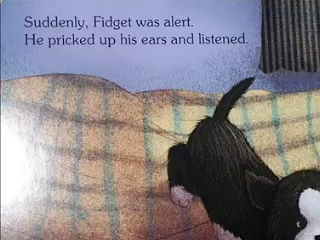 Suddenly, Fidget was alert.
He pricked up his ears and listened.